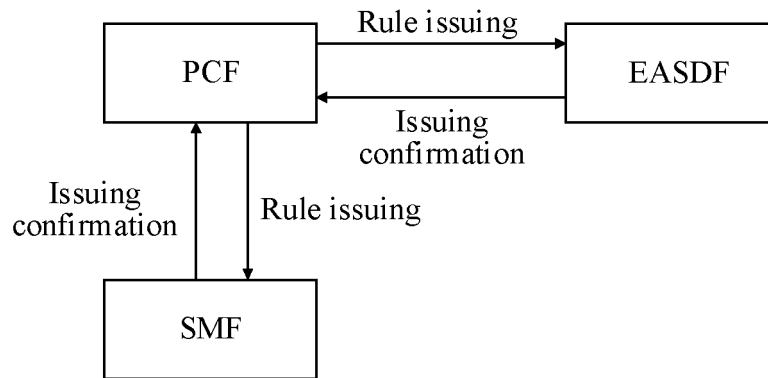 Rule issuing
PCF
EASDF
Issuing
confirmation
Issuing
confirmation
Rule issuing
SMF